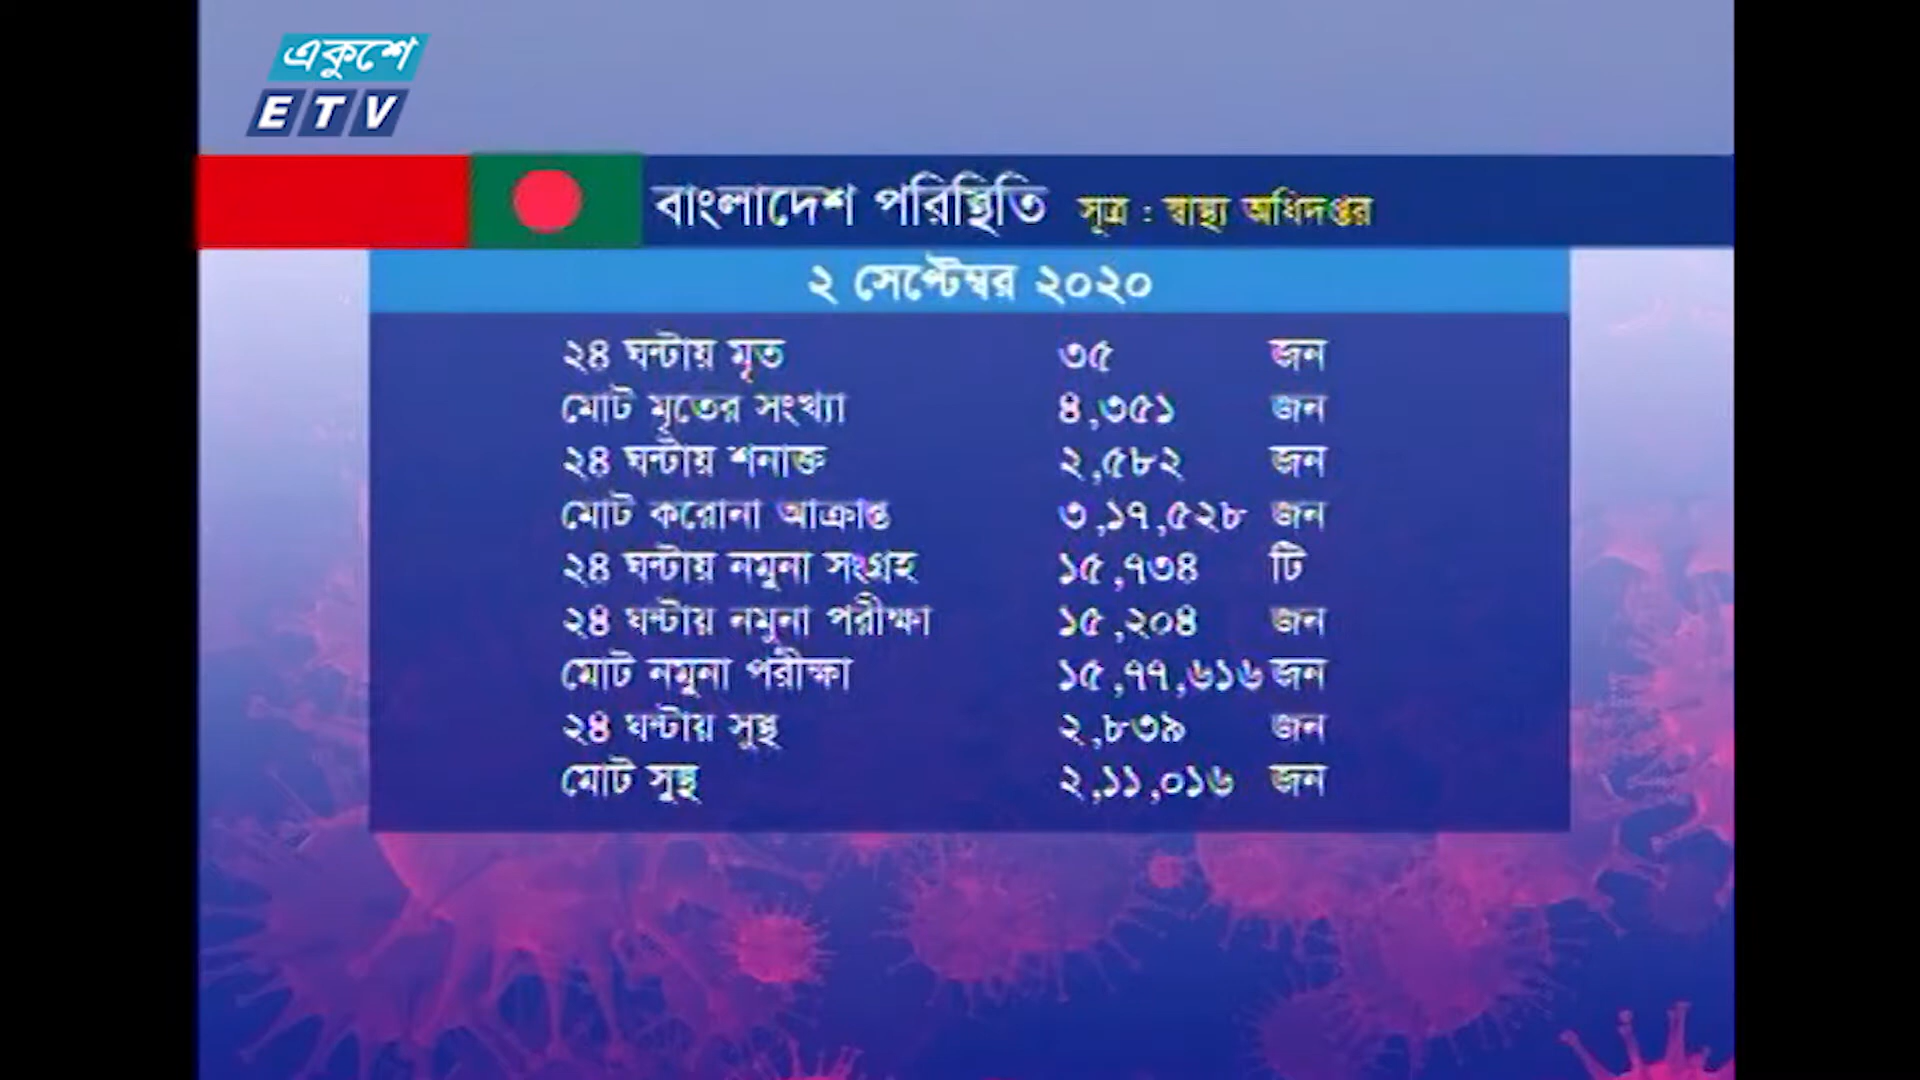 একুশে
ETV
বাংলাদেশ পরিস্থিতি সূত্র : স্বাস্থ্য অধিদপ্তর
২ সেপ্টেম্বর ২০২০
২৪ ঘন্টায় মৃত ৩৫ জন
মোট মৃতের সংখ্যা ৪,৩৫১ জন
২৪ ঘন্টায় শনাক্ত ২,৫৮২ জন
মোট করোনা আক্রান্ত ৩,১৭,৫২৮ জন
২৪ ঘন্টায় নমুনা সংগ্রহ ১৫,৭৩৪ টি
২৪ ঘন্টায় নমুনা পরীক্ষা ১৫,২০৪ জন
মোট নমুনা পরীক্ষা ১৫,৭৭,৬১৬ জন
২৪ ঘন্টায় সুস্থ ২,৮৩৯ জন
মোট সুস্থ ২,১১,০১৬ জন